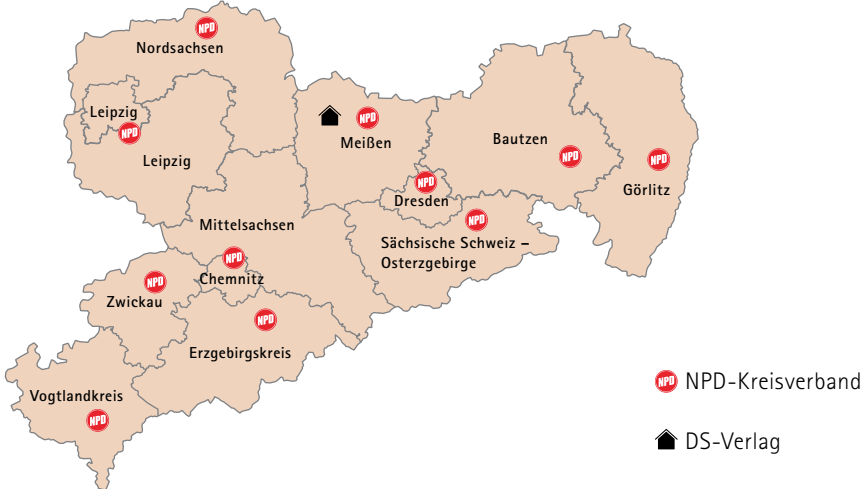 NPD
Nordsachsen
Leipzig
NPD
Leipzig
NPD
Meißen
Bautzen
NPD
NPD
Görlitz
NPD
Dresden
NPD
Sächsische Schweiz –
Osterzgebirge
Mittelsachsen
NPD
Chemnitz
NPD
Zwickau
NPD
Erzgebirgskreis
Vogtlandkreis
NPD
NPD NPD-Kreisverband
DS-Verlag